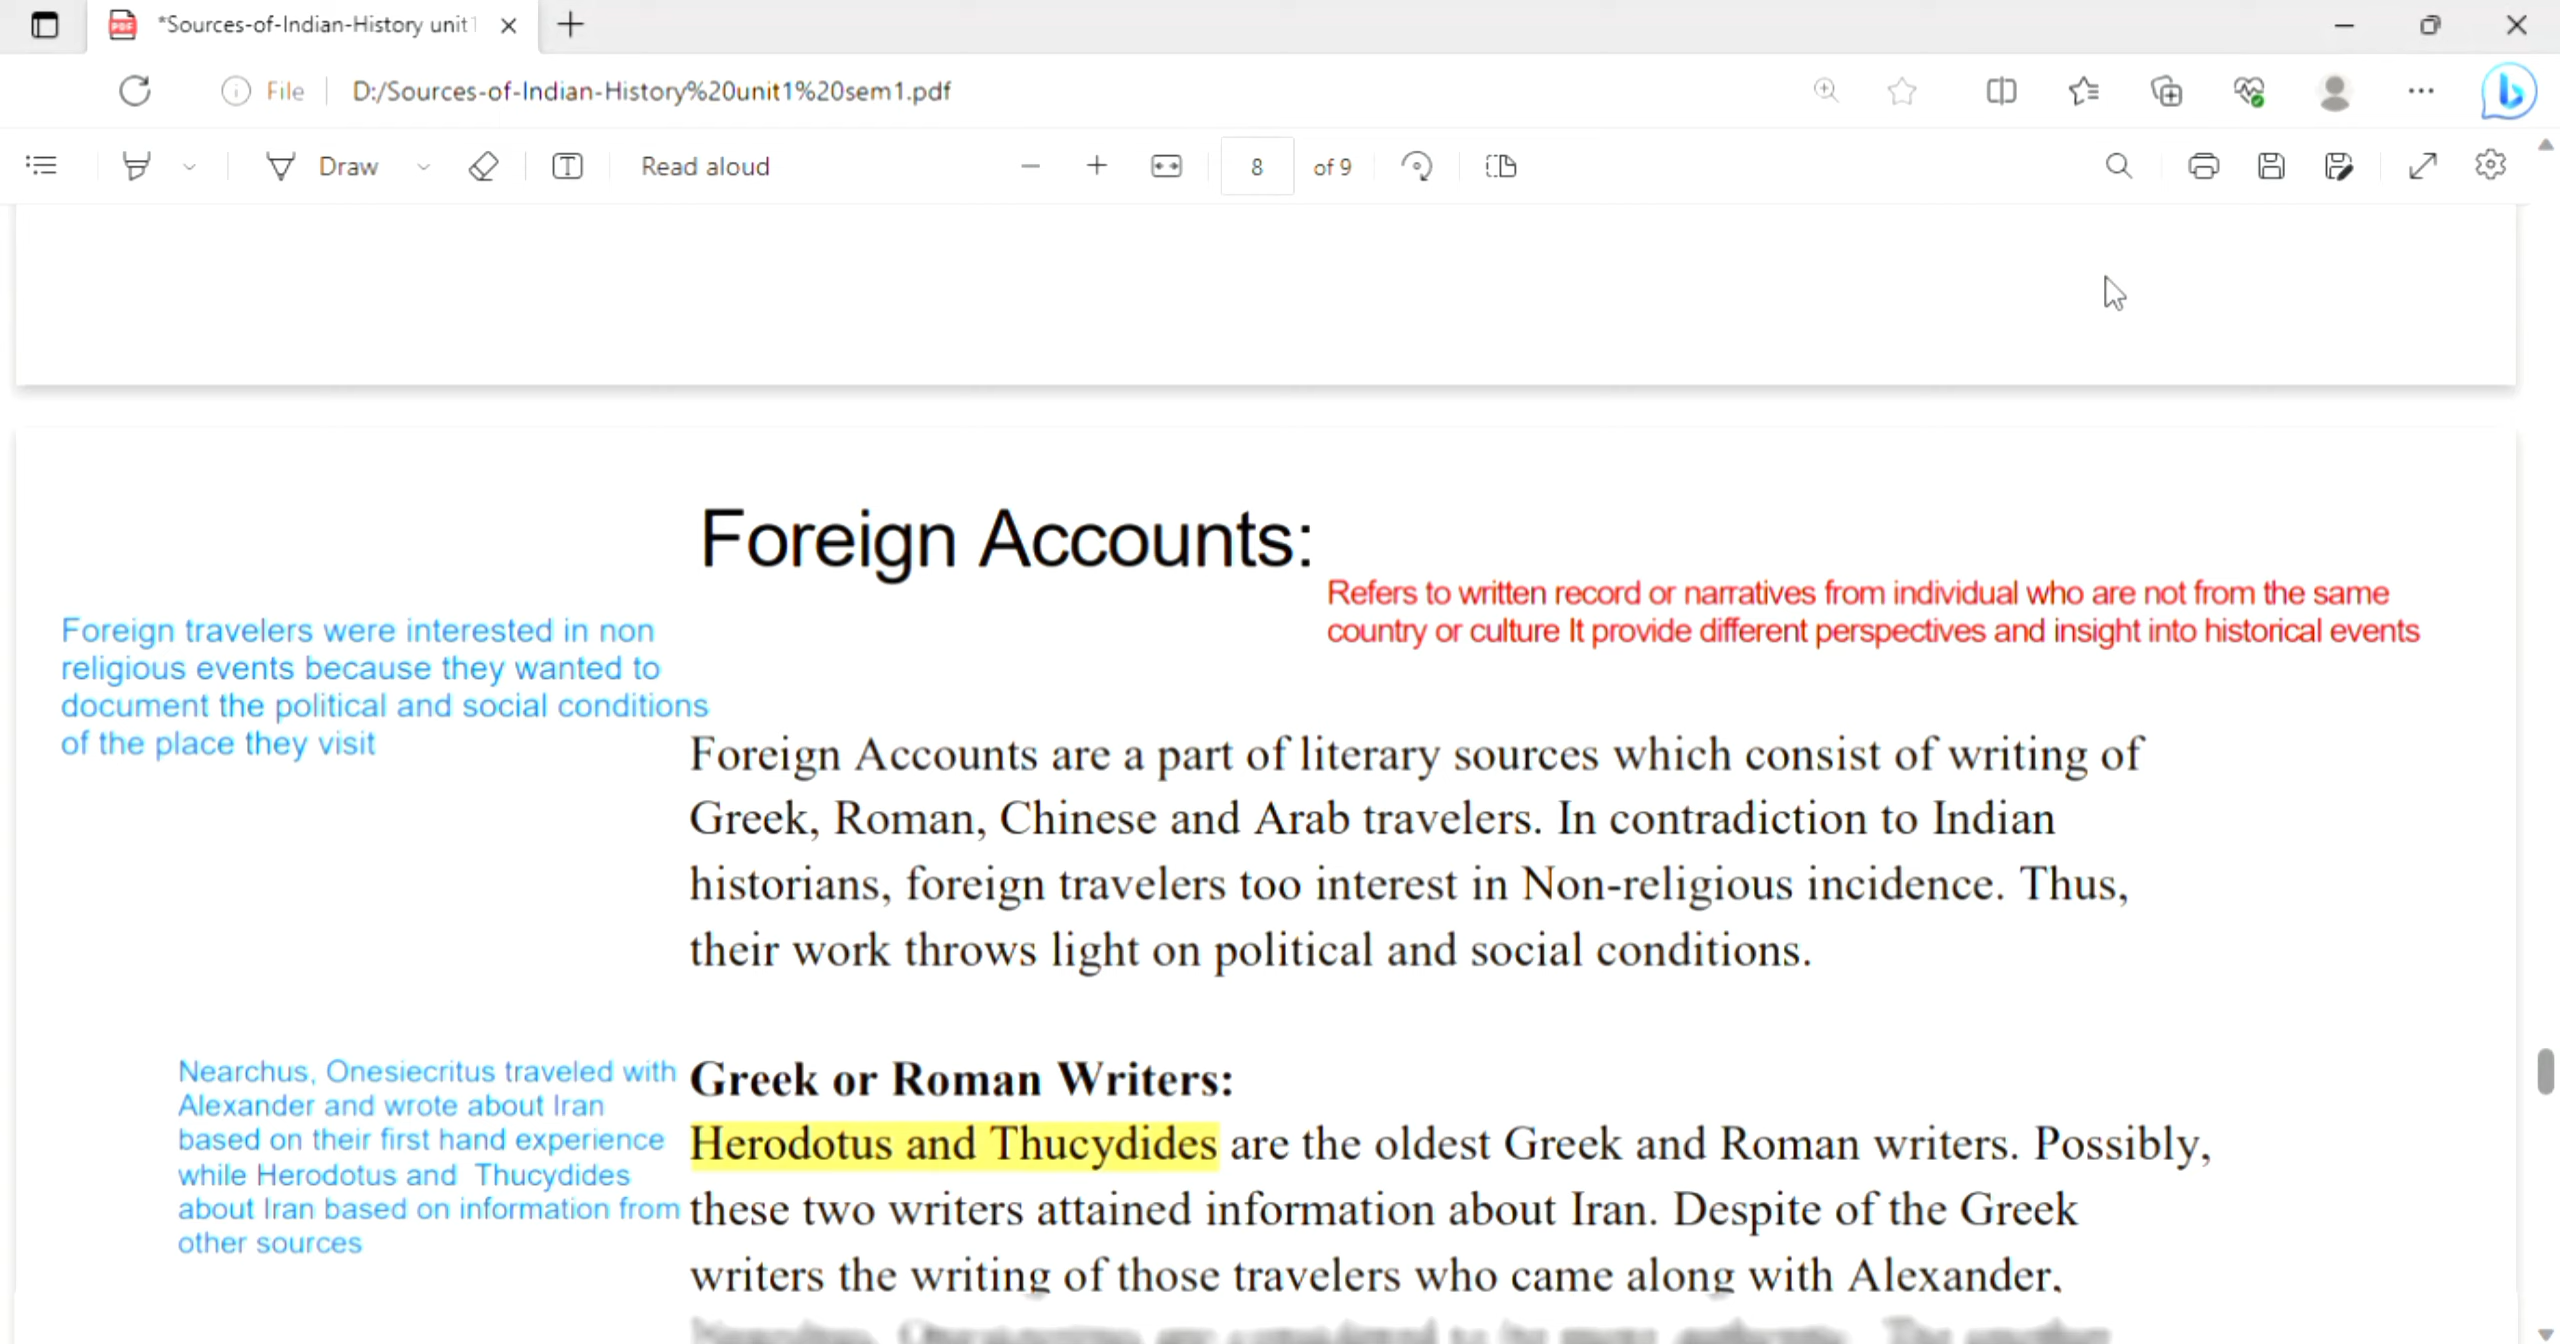 *Sources-of-Indian-History unit1
File D:/Sources-of-Indian-History%20unit1%20sem1.pdf
Draw Read aloud 8 of 9
Foreign Accounts:
Refers to written record or narratives from individual who are not from the same
country or culture It provide different perspectives and insight into historical events
Foreign travelers were interested in non
religious events because they wanted to
document the political and social conditions
of the place they visit
Foreign Accounts are a part of literary sources which consist of writing of
Greek, Roman, Chinese and Arab travelers. In contradiction to Indian
historians, foreign travelers too interest in Non-religious incidence. Thus,
their work throws light on political and social conditions.
Nearchus, Onesiecritus traveled with
Alexander and wrote about Iran
based on their first hand experience
while Herodotus and Thucydides
about Iran based on information from
other sources
Greek or Roman Writers:
Herodotus and Thucydides are the oldest Greek and Roman writers. Possibly,
these two writers attained information about Iran. Despite of the Greek
writers the writing of those travelers who came along with Alexander,